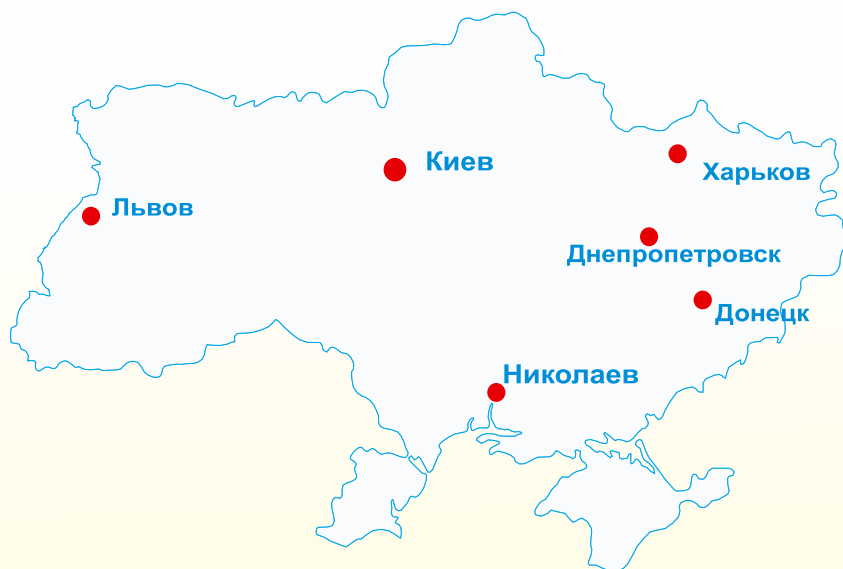 Киев
Харьков
Львов
Днепропетровск
Донецк
Николаев